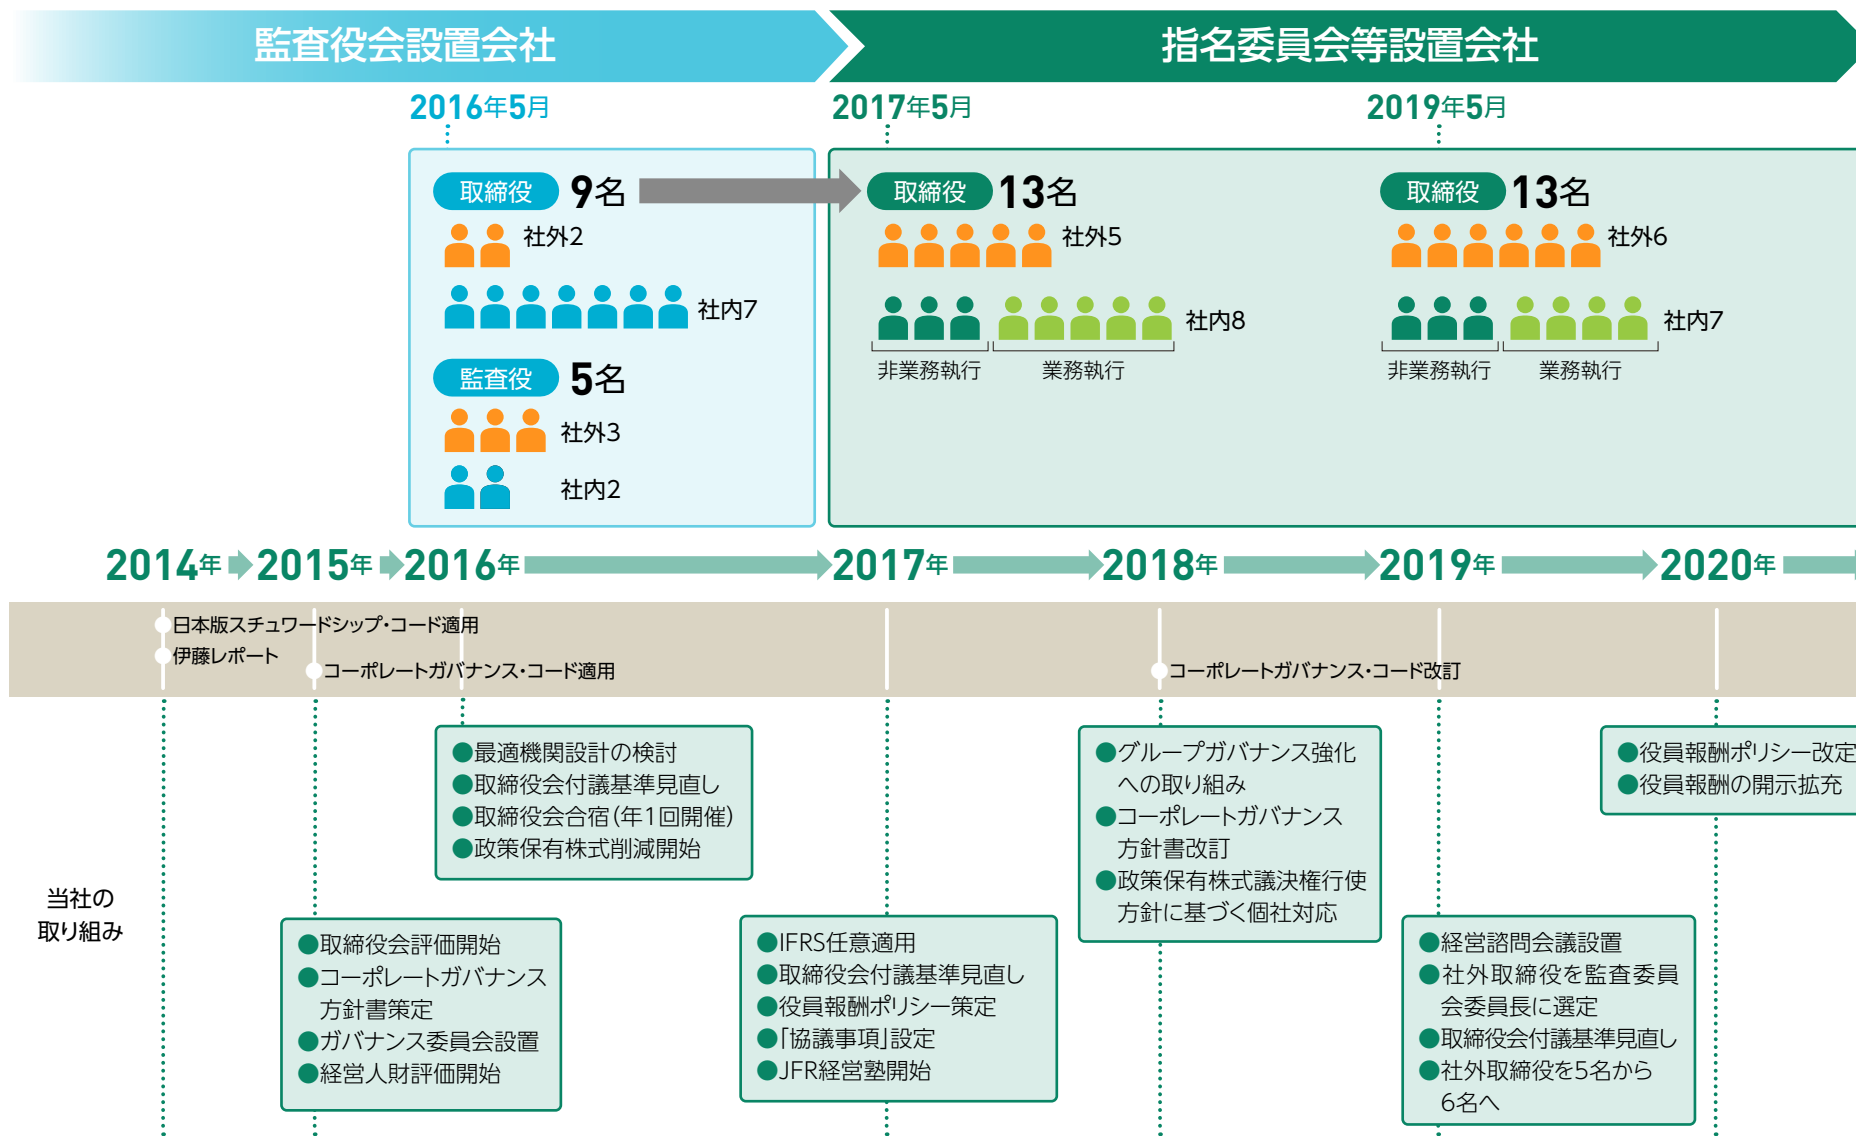 監査役会設置会社
指名委員会等設置会社
2016年5月
2017年5月
2019年5月
取締役 9名
社外2
社内7
監査役 5名
社外3
社内2
取締役 13名
社外5
社内8
非業務執行
業務執行
取締役 13名
社外6
社内7
非業務執行
業務執行
2014年
2015年
2016年
2017年
2018年
2019年
2020年
日本版スチュワードシップ・コード適用
伊藤レポート
コーポレートガバナンス・コード適用
コーポレートガバナンス・コード改訂
当社の
取り組み
●取締役会評価開始
●コーポレートガバナンス
方針書策定
●ガバナンス委員会設置
●経営人財評価開始
●最適機関設計の検討
●取締役会付議基準見直し
●取締役会合宿(年1回開催)
●政策保有株式削減開始
●IFRS任意適用
●取締役会付議基準見直し
●役員報酬ポリシー策定
●「協議事項」設定
●JFR経営塾開始
●グループガバナンス強化
への取り組み
●コーポレートガバナンス
方針書改訂
●政策保有株式議決権行使
方針に基づく個社対応
●経営諮問会議設置
●社外取締役を監査委員
会委員長に選定
●取締役会付議基準見直し
●社外取締役を5名から
6名へ
●役員報酬ポリシー改定
●役員報酬の開示拡充